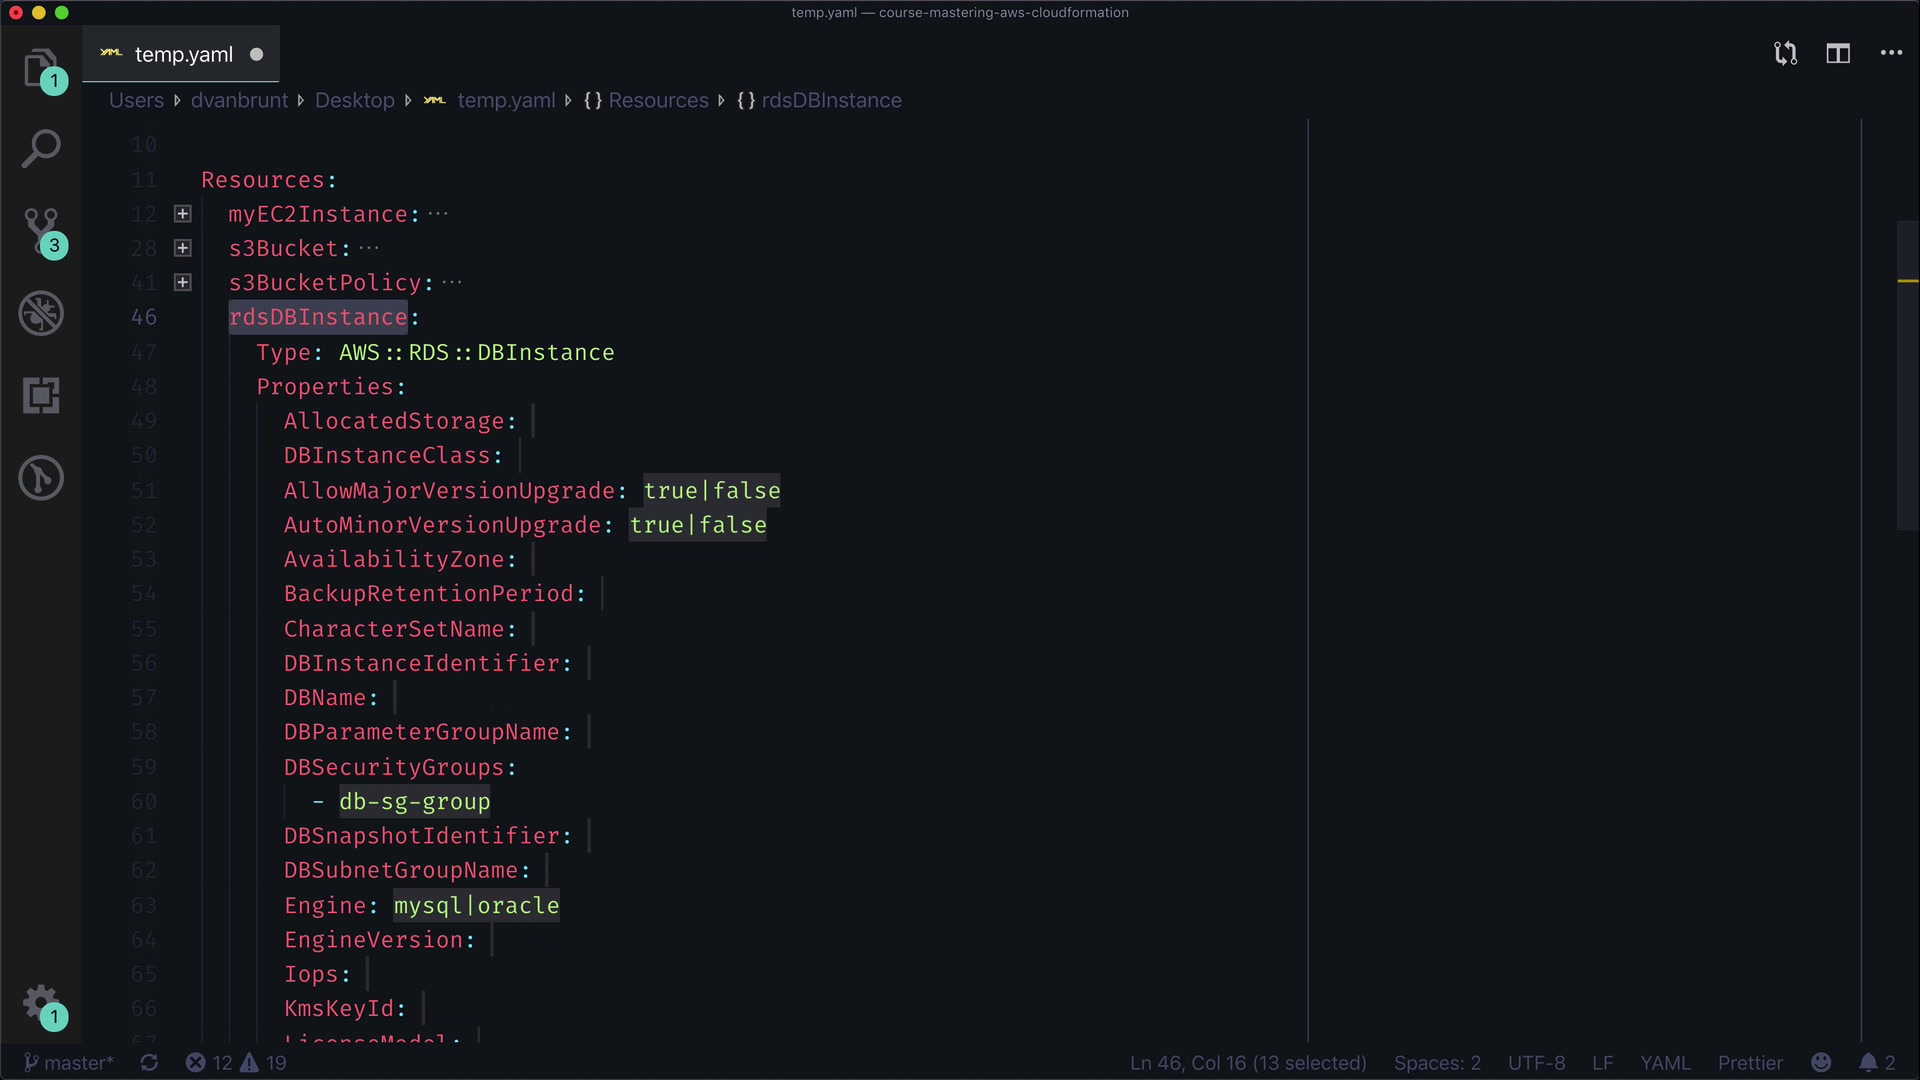 temp.yaml — course-mastering-aws-cloudformation
YAML temp.yaml
1
Users dvanbrunt Desktop YAML temp.yaml {} Resources {} rdsDBInstance
10
11 Resources:
12 myEC2Instance: ...
28 s3Bucket: ...
3
41 s3BucketPolicy: ...
46 rdsDBInstance:
47 Type: AWS::RDS::DBInstance
48 Properties:
49 AllocatedStorage:
50 DBInstanceClass:
51 AllowMajorVersionUpgrade: true|false
52 AutoMinorVersionUpgrade: true|false
53 AvailabilityZone:
54 BackupRetentionPeriod:
55 CharacterSetName:
56 DBInstanceIdentifier:
57 DBName:
58 DBParameterGroupName:
59 DBSecurityGroups:
60 - db-sg-group
61 DBSnapshotIdentifier:
62 DBSubnetGroupName:
63 Engine: mysql|oracle
64 EngineVersion:
65 Iops:
66 KmsKeyId:
1
67 LicenseModel:
master* 12 19 Ln 46, Col 16 (13 selected) Spaces: 2 UTF-8 LF YAML Prettier 2